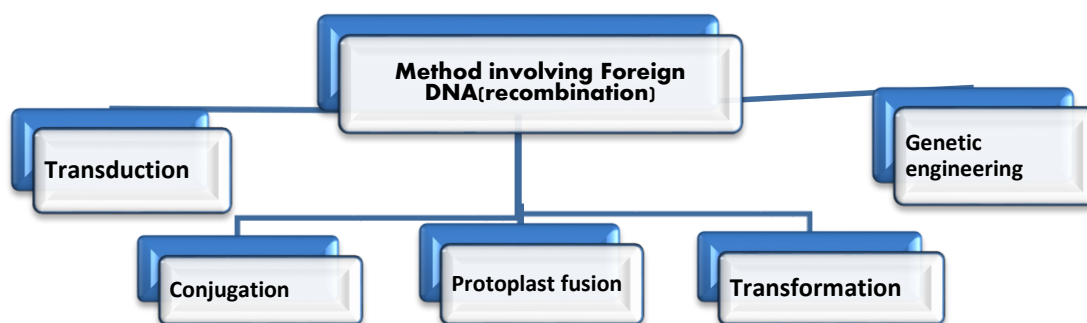 Method involving Foreign
DNA(recombination)
Transduction
Genetic
engineering
Conjugation
Protoplast fusion
Transformation